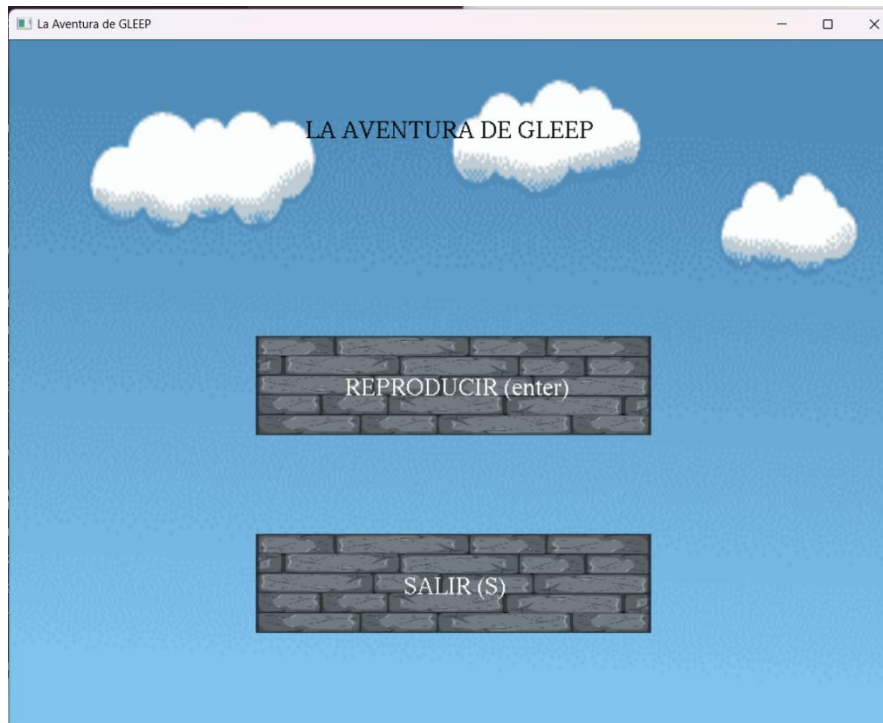 La Aventura de GLEEP
LA AVENTURA DE GLEEP
REPRODUCIR (enter)
SALIR (S)